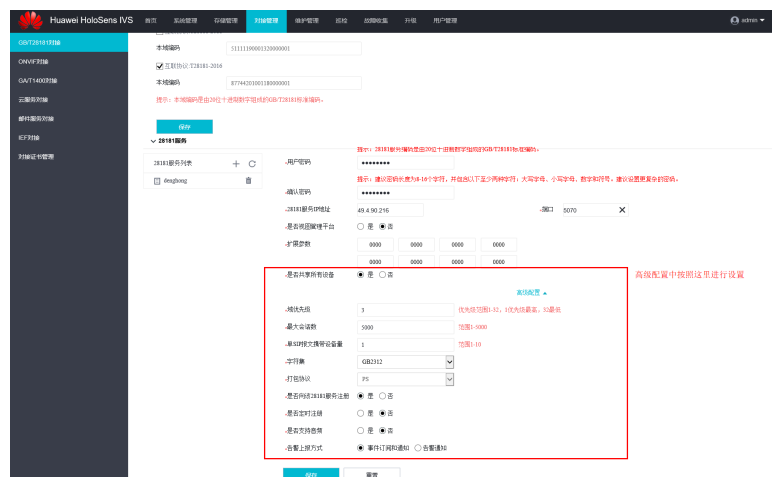 Huawei HoloSens IVS 首页 系统管理 存储管理 对接管理 维护管理 巡检 故障收集 升级 用户管理 admin
GB/T28181对接
ONVIF对接
GA/T1400对接
云服务对接
邮件服务对接
IEF对接
对接证书管理
本域编码 51111190001320000001
互联协议:T28181-2016
本域编码 87744201001180000001
提示:本域编码是由20位十进制数字组成的GB/T28181标准编码。
保存
28181服务
28181服务列表
denghong
提示:28181服务编码是由20位十进制数字组成的GB/T28181标准编码。
*用户密码 ••••••••
提示:建议密码长度为8-16个字符,并包含以下至少两种字符:大写字母、小写字母、数字和符号。建议设置更复杂的密码。
*确认密码 ••••••••
*28181服务IP地址 49.4.90.216 *端口 5070
*是否视图管理平台 是 否
*扩展参数 0000 0000 0000 0000
0000 0000 0000 0000
*是否共享所有设备 是 否
高级配置中按照这里进行设置
高级配置
*域优先级 3 优先级范围1-32,1优先级最高,32最低
*最大会话数 5000 范围1-5000
*单SIP报文携带设备量 1 范围1-10
*字符集 GB2312
*打包协议 PS
*是否向该28181服务注册 是 否
*是否定时注册 是 否
*是否支持音频 是 否
*告警上报方式 事件订阅和通知 告警通知
保存 重置